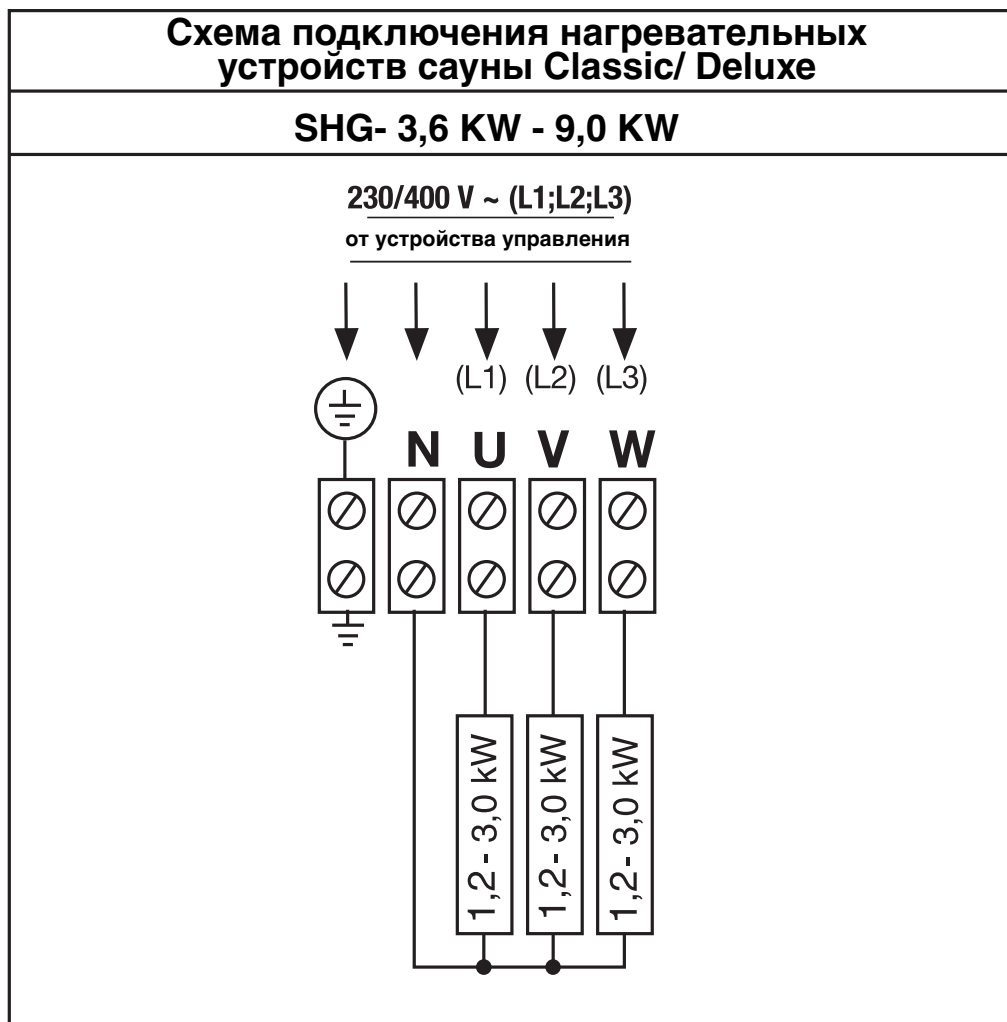 Схема подключения нагревательных
устройств сауны Classic/ Deluxe
SHG- 3,6 KW - 9,0 KW
230/400 V ~ (L1;L2;L3)
от устройства управления
(L1) (L2) (L3)
N U V W
1,2- 3,0 kW
1,2- 3,0 kW
1,2- 3,0 kW